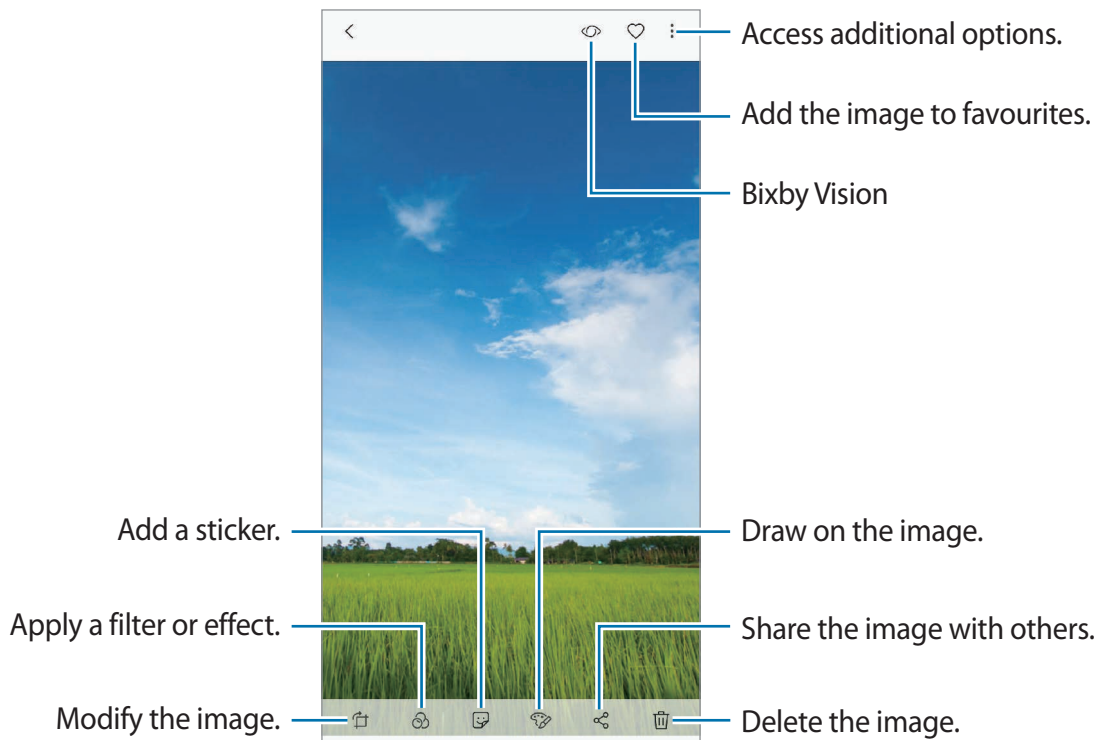 Access additional options.
Add the image to favourites.
Bixby Vision
Add a sticker.
Draw on the image.
Apply a filter or effect.
Share the image with others.
Modify the image.
Delete the image.